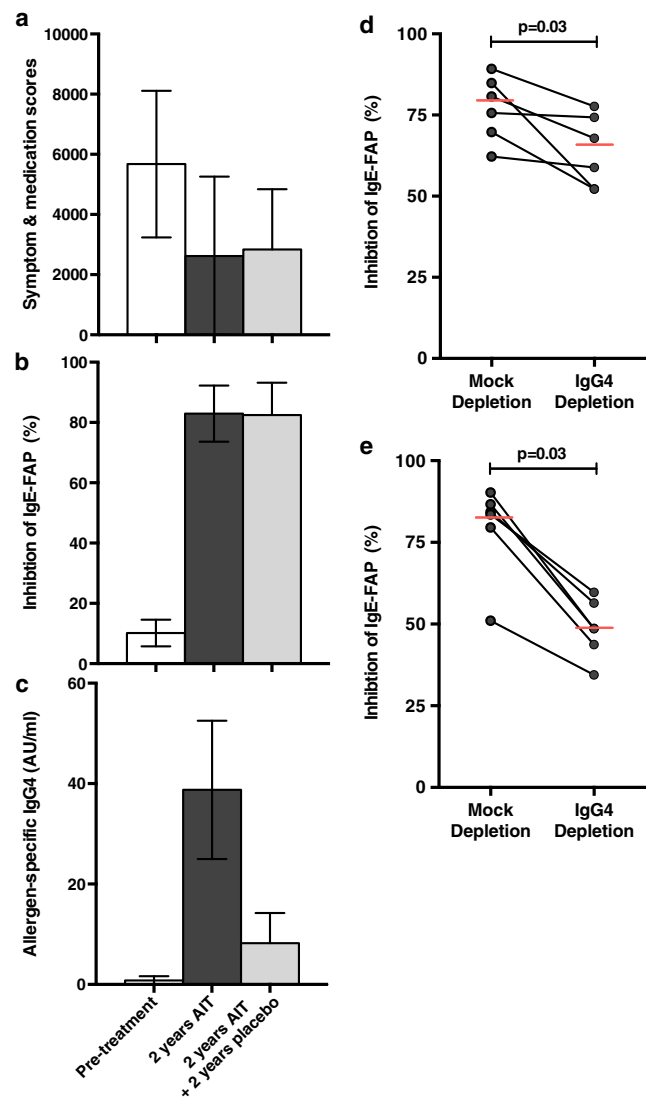 a
Symptom & medication scores
10000
8000
6000
4000
2000
0
b
Inhibtion of IgE-FAP (%)
100
80
60
40
20
0
c
Allergen-specific IgG4 (AU/ml)
60
40
20
0
Pre-treatment
2 years AIT
2 years AIT
+ 2 years placebo
d
p=0.03
Inhibtion of IgE-FAP (%)
100
75
50
25
0
Mock
Depletion
IgG4
Depletion
e
p=0.03
Inhibtion of IgE-FAP (%)
100
75
50
25
0
Mock
Depletion
IgG4
Depletion